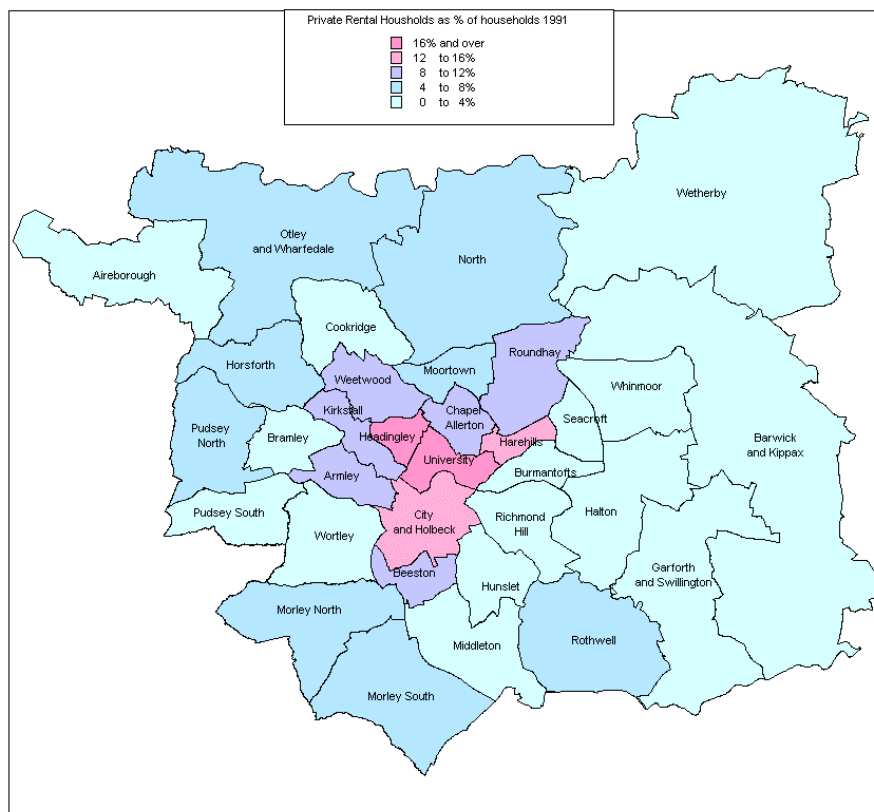 Private Rental Housholds as % of households 1991
16% and over
12 to 16%
8 to 12%
4 to 8%
0 to 4%
Wetherby
Otley
and Wharfedale
North
Aireborough
Cookridge
Roundhay
Horsforth
Moortown
Weetwood
Whinmoor
Kirkstall
Chapel
Allerton
Seacroft
Pudsey
North
Bramley
Headingley
Harehills
Barwick
and Kippax
University
Armley
Burmantofts
Pudsey South
City
and Holbeck
Richmond
Hill
Halton
Wortley
Beeston
Hunslet
Garforth
and Swillington
Morley North
Middleton
Rothwell
Morley South